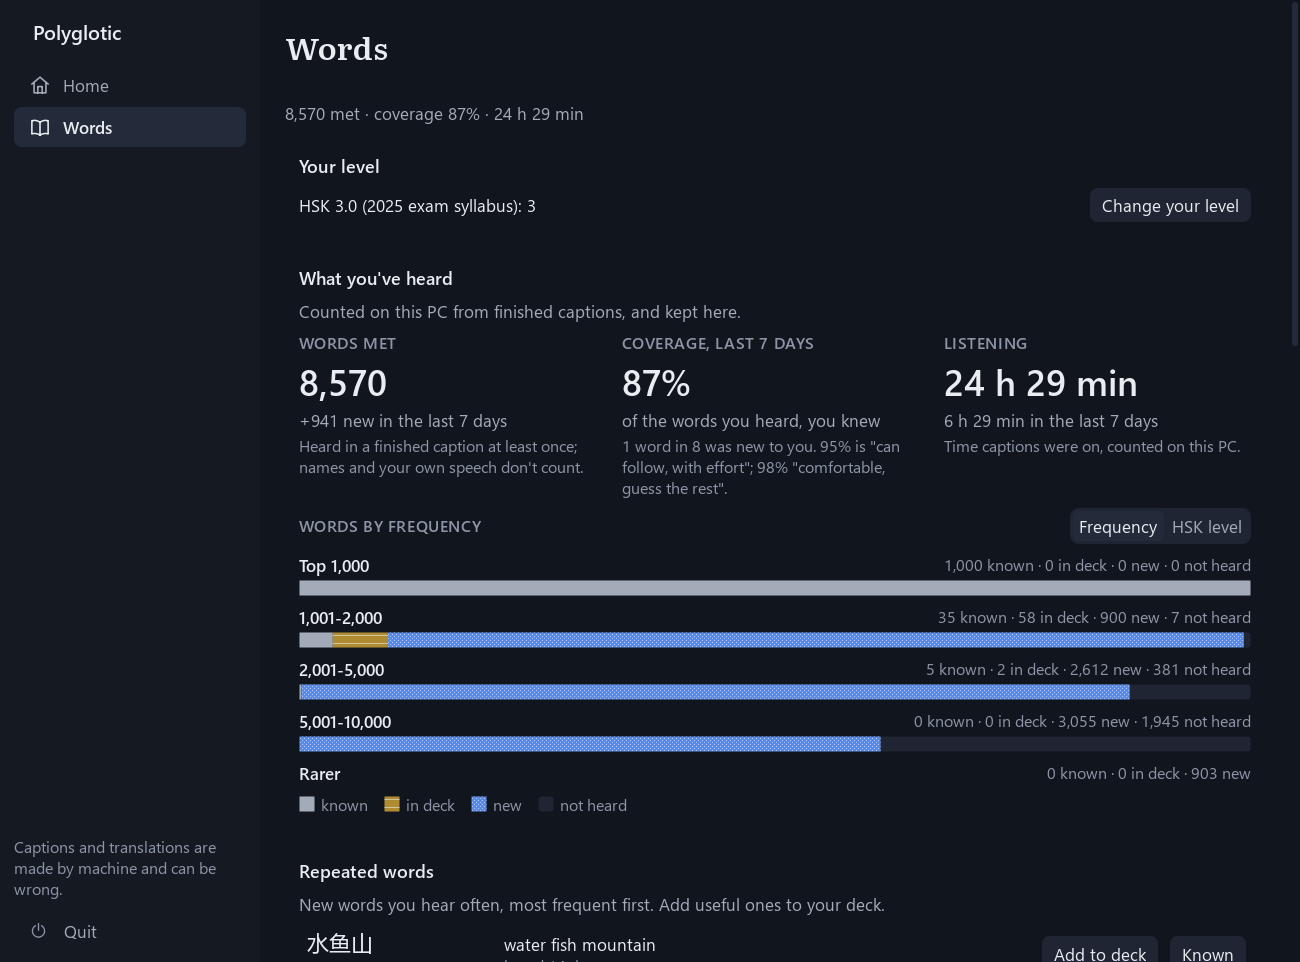 Polyglotic
Home
Words
Captions and translations are
made by machine and can be
wrong.
Quit
Words
8,570 met · coverage 87% · 24 h 29 min
Your level
HSK 3.0 (2025 exam syllabus): 3
Change your level
What you've heard
Counted on this PC from finished captions, and kept here.
WORDS MET
8,570
+941 new in the last 7 days
Heard in a finished caption at least once;
names and your own speech don't count.
COVERAGE, LAST 7 DAYS
87%
of the words you heard, you knew
1 word in 8 was new to you. 95% is "can
follow, with effort"; 98% "comfortable,
guess the rest".
LISTENING
24 h 29 min
6 h 29 min in the last 7 days
Time captions were on, counted on this PC.
WORDS BY FREQUENCY
Frequency HSK level
Top 1,000 1,000 known · 0 in deck · 0 new · 0 not heard
1,001-2,000 35 known · 58 in deck · 900 new · 7 not heard
2,001-5,000 5 known · 2 in deck · 2,612 new · 381 not heard
5,001-10,000 0 known · 0 in deck · 3,055 new · 1,945 not heard
Rarer 0 known · 0 in deck · 903 new
known in deck new not heard
Repeated words
New words you hear often, most frequent first. Add useful ones to your deck.
水鱼山 water fish mountain
Add to deck Known